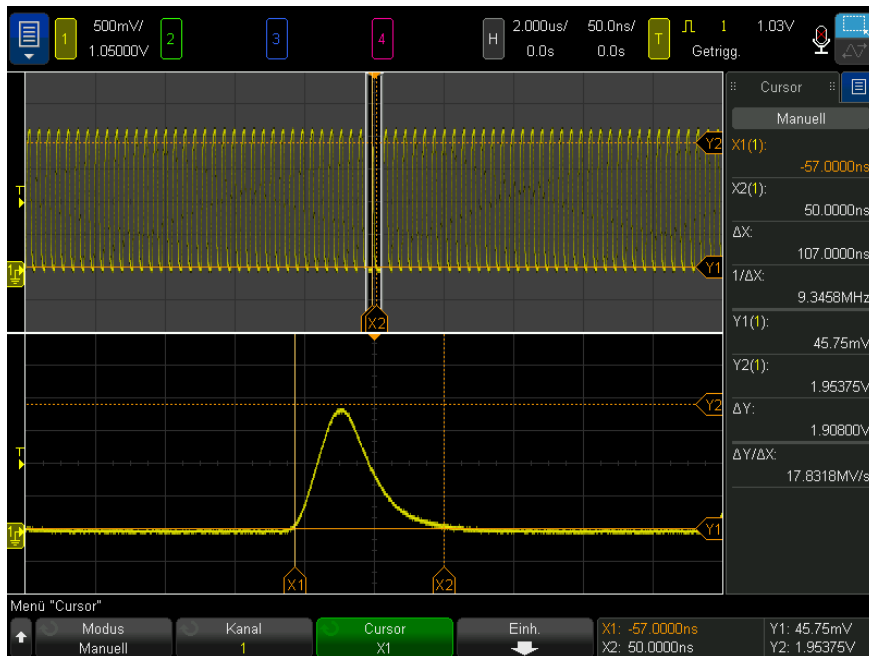 1 500mV/ 2 3 4 H 2.000us/ 50.0ns/ T 1 1.03V
1.05000V 0.0s 0.0s Getrigg.
Cursor
Manuell
X1(1):
-57.0000ns
X2(1):
50.0000ns
ΔX:
107.0000ns
1/ΔX:
9.3458MHz
Y1(1):
45.75mV
Y2(1):
1.95375V
ΔY:
1.90800V
ΔY/ΔX:
17.8318MV/s
Y2
T
1
Y1
X2
Y2
T
1
Y1
X1 X2
Menü "Cursor"
Modus Kanal Cursor Einh. X1: -57.0000ns Y1: 45.75mV
Manuell 1 X1 X2: 50.0000ns Y2: 1.95375V